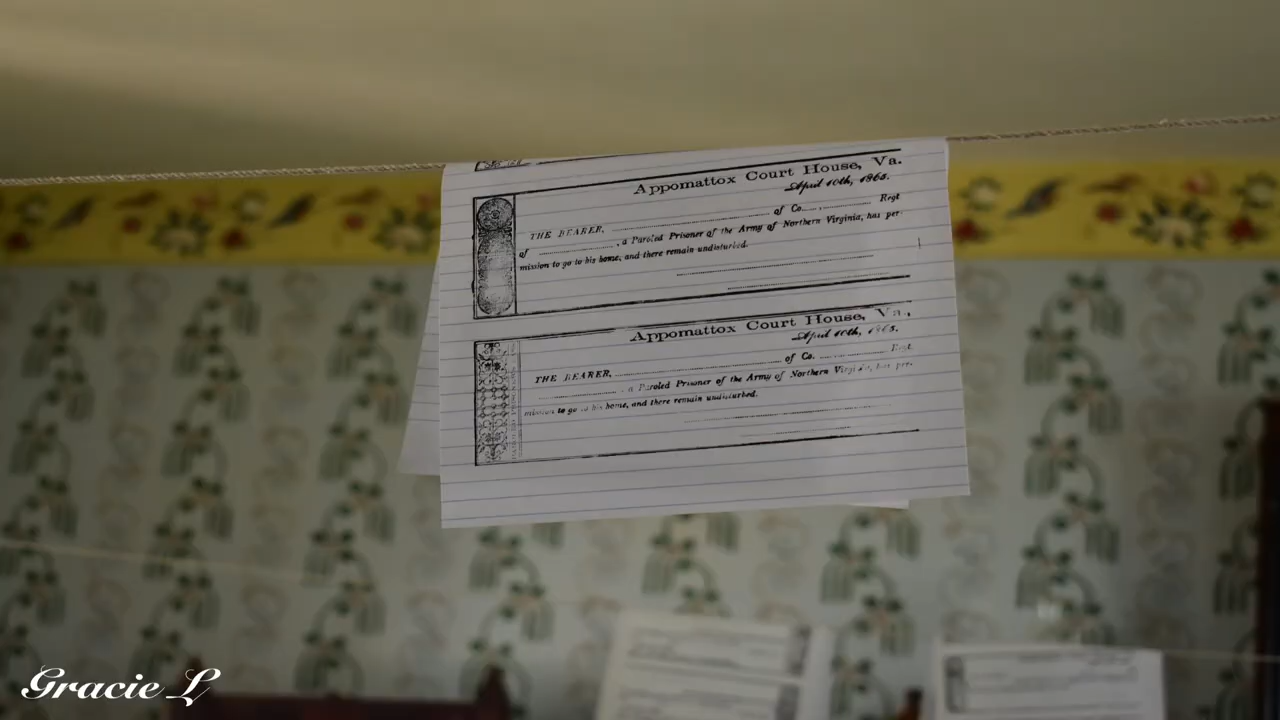 Appomattox Court House, Va.
April 10th, 1865.
THE BEARER, of Co. , Regt
of , a Paroled Prisoner of the Army of Northern Virginia, has per-
mission to go to his home, and there remain undisturbed.
Appomattox Court House, Va.,
April 10th, 1865.
THE BEARER, of Co. Regt.
a Paroled Prisoner of the Army of Northern Virginia, has per-
mission to go to his home, and there remain undisturbed.
Gracie L